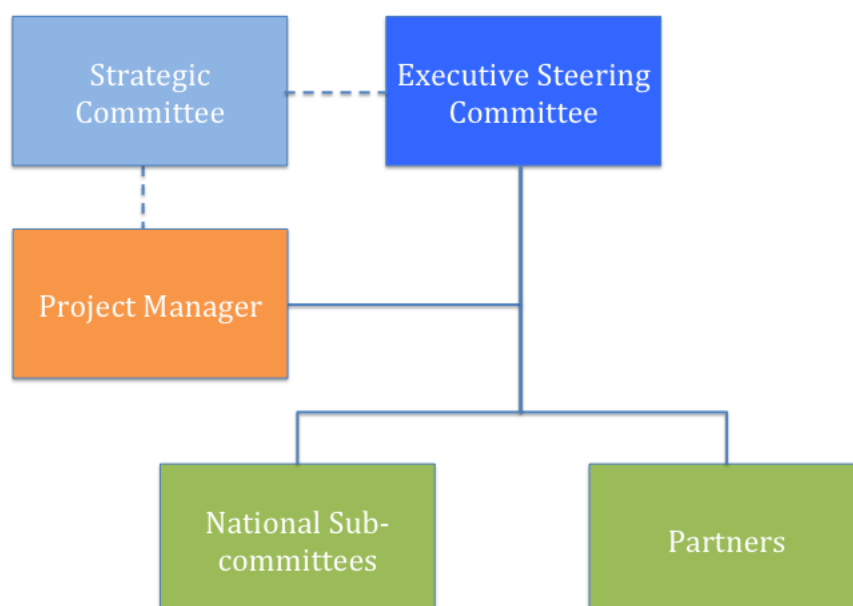 Strategic
Committee
Executive Steering
Committee
Project Manager
National Sub-
committees
Partners